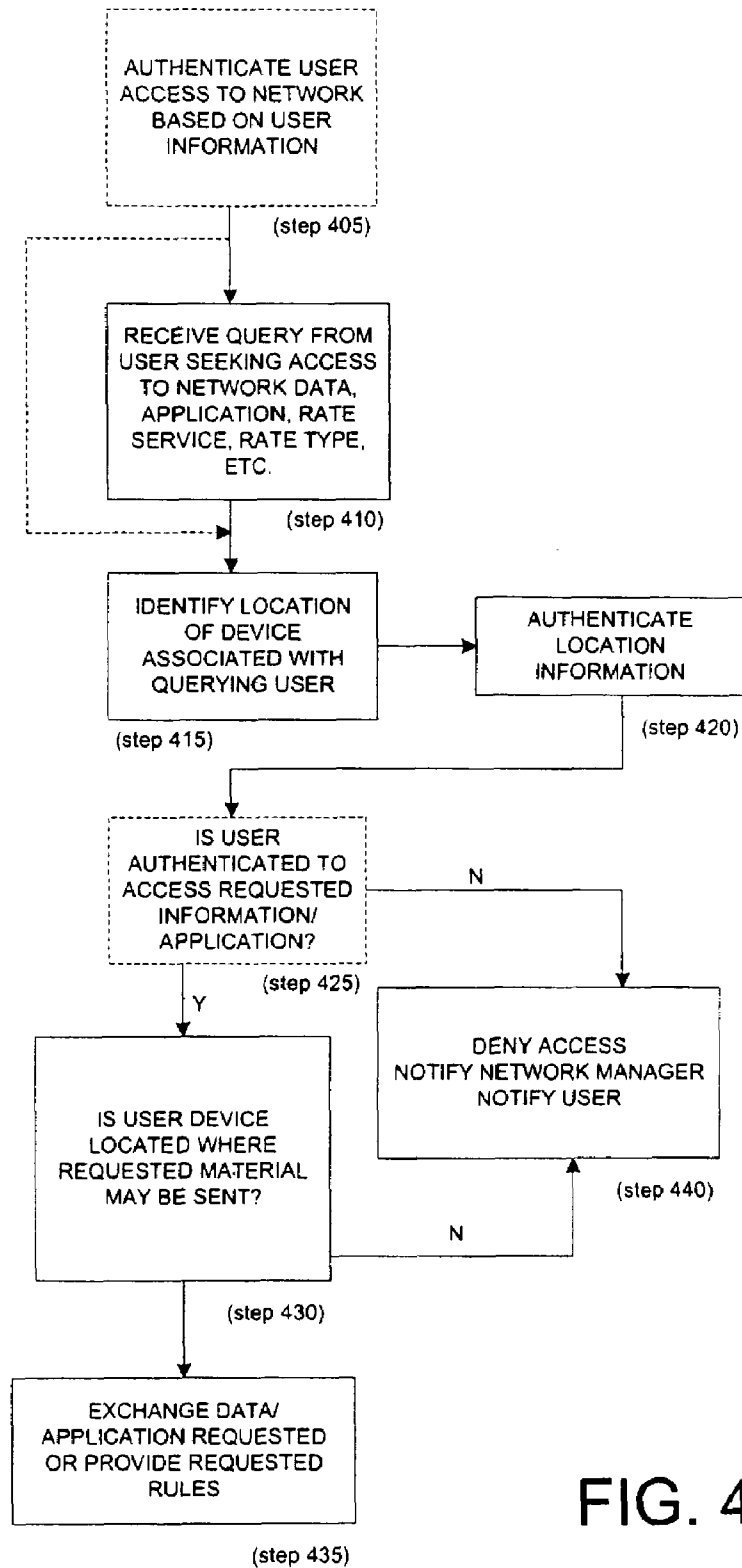 AUTHENTICATE USER
ACCESS TO NETWORK
BASED ON USER
INFORMATION
(step 405)
RECEIVE QUERY FROM
USER SEEKING ACCESS
TO NETWORK DATA,
APPLICATION, RATE
SERVICE, RATE TYPE,
ETC.
(step 410)
IDENTIFY LOCATION
OF DEVICE
ASSOCIATED WITH
QUERYING USER
(step 415)
AUTHENTICATE
LOCATION
INFORMATION
(step 420)
IS USER
AUTHENTICATED TO
ACCESS REQUESTED
INFORMATION/
APPLICATION?
(step 425)
N
Y
DENY ACCESS
NOTIFY NETWORK MANAGER
NOTIFY USER
(step 440)
IS USER DEVICE
LOCATED WHERE
REQUESTED MATERIAL
MAY BE SENT?
N
(step 430)
EXCHANGE DATA/
APPLICATION REQUESTED
OR PROVIDE REQUESTED
RULES
(step 435)
FIG. 4